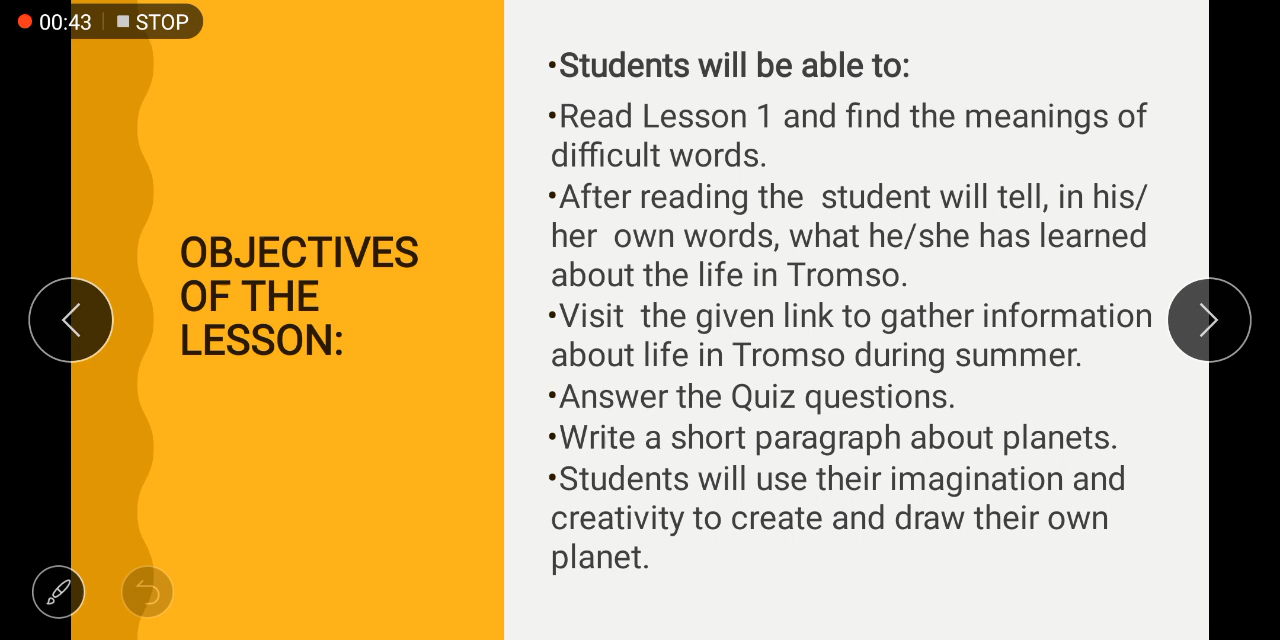 00:43 STOP
OBJECTIVES
OF THE
LESSON:
•Students will be able to:
•Read Lesson 1 and find the meanings of
difficult words.
•After reading the  student will tell, in his/
her  own words, what he/she has learned
about the life in Tromso.
•Visit  the given link to gather information
about life in Tromso during summer.
•Answer the Quiz questions.
•Write a short paragraph about planets.
•Students will use their imagination and
creativity to create and draw their own
planet.